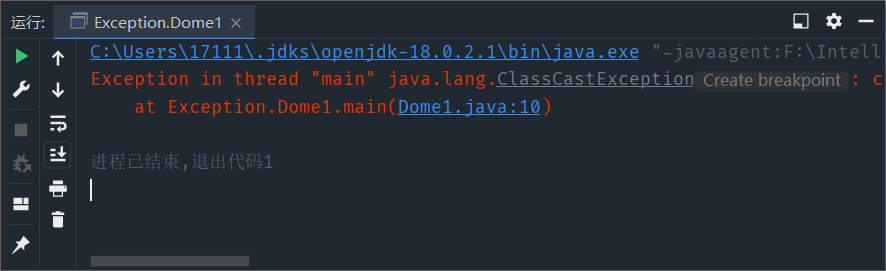 运行: Exception.Dome1
C:\Users\17111\.jdks\openjdk-18.0.2.1\bin\java.exe "-javaagent:F:\Intell
Exception in thread "main" java.lang.ClassCastException Create breakpoint : c
at Exception.Dome1.main(Dome1.java:10)
进程已结束,退出代码1